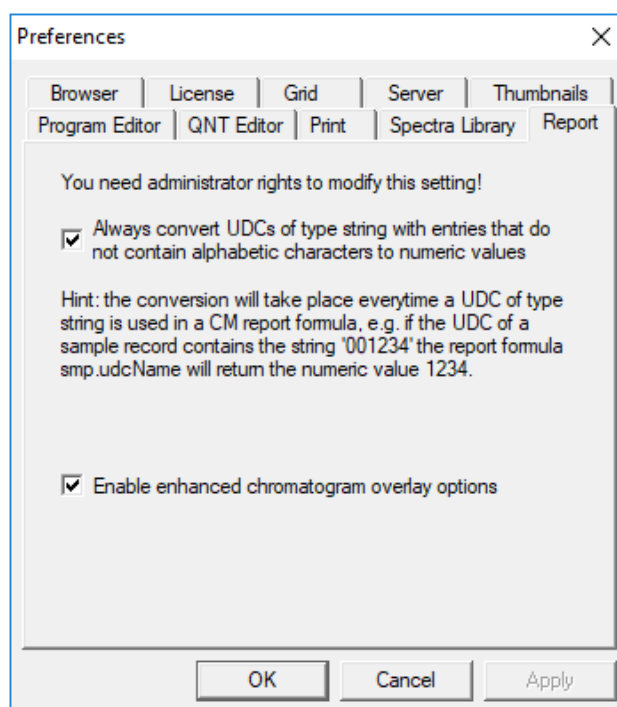 Preferences
Browser License Grid Server Thumbnails
Program Editor QNT Editor Print Spectra Library Report
You need administrator rights to modify this setting!
Always convert UDCs of type string with entries that do
not contain alphabetic characters to numeric values
Hint: the conversion will take place everytime a UDC of type
string is used in a CM report formula, e.g. if the UDC of a
sample record contains the string '001234' the report formula
smp.udcName will return the numeric value 1234.
Enable enhanced chromatogram overlay options
OK Cancel Apply